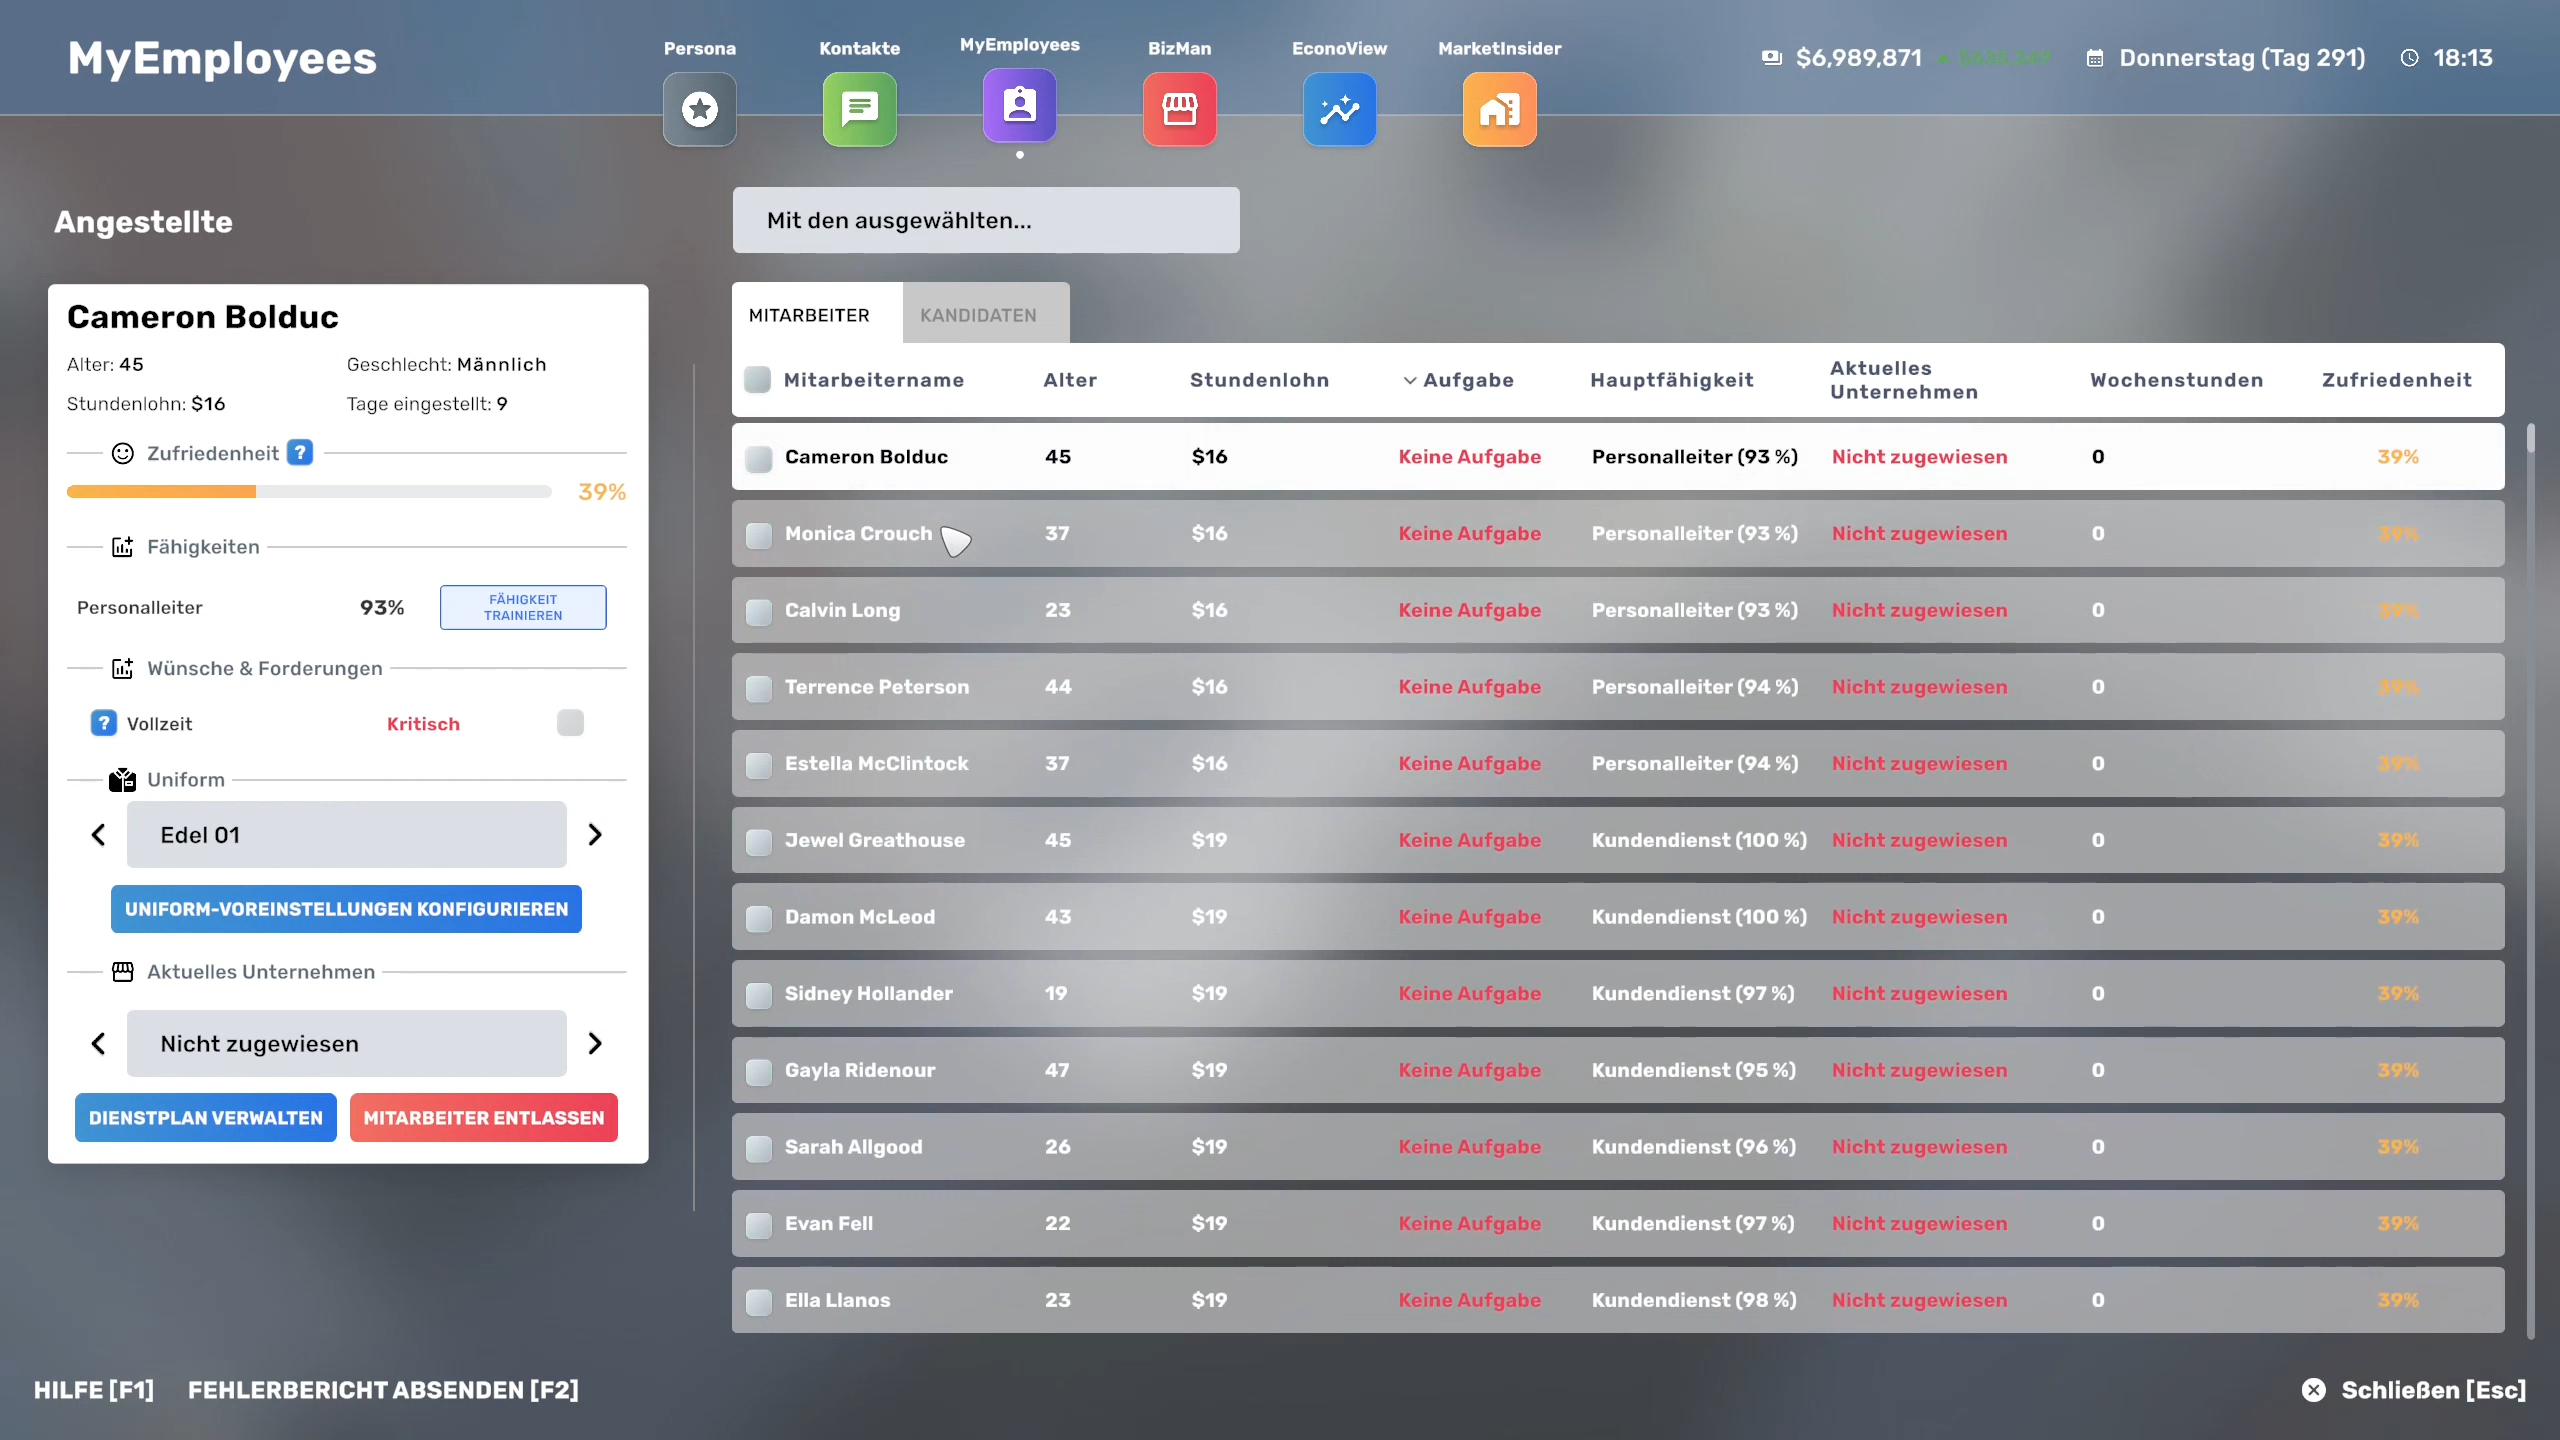 MyEmployees
Persona
Kontakte
MyEmployees
BizMan
EconoView
MarketInsider
$6,989,871
Donnerstag (Tag 291)
18:13
Angestellte
Mit den ausgewählten...
Cameron Bolduc
Alter: 45
Geschlecht: Männlich
Stundenlohn: $16
Tage eingestellt: 9
Zufriedenheit ?
39%
Fähigkeiten
Personalleiter 93%
FÄHIGKEIT
TRAINIEREN
Wünsche & Forderungen
? Vollzeit Kritisch
Uniform
Edel 01
UNIFORM-VOREINSTELLUNGEN KONFIGURIEREN
Aktuelles Unternehmen
Nicht zugewiesen
DIENSTPLAN VERWALTEN
MITARBEITER ENTLASSEN
MITARBEITER KANDIDATEN
Mitarbeitername Alter Stundenlohn Aufgabe Hauptfähigkeit Aktuelles Unternehmen Wochenstunden Zufriedenheit
Cameron Bolduc 45 $16 Keine Aufgabe Personalleiter (93 %) Nicht zugewiesen 0 39%
Monica Crouch 37 $16 Keine Aufgabe Personalleiter (93 %) Nicht zugewiesen 0 39%
Calvin Long 23 $16 Keine Aufgabe Personalleiter (93 %) Nicht zugewiesen 0 39%
Terrence Peterson 44 $16 Keine Aufgabe Personalleiter (94 %) Nicht zugewiesen 0 39%
Estella McClintock 37 $16 Keine Aufgabe Personalleiter (94 %) Nicht zugewiesen 0 39%
Jewel Greathouse 45 $19 Keine Aufgabe Kundendienst (100 %) Nicht zugewiesen 0 39%
Damon McLeod 43 $19 Keine Aufgabe Kundendienst (100 %) Nicht zugewiesen 0 39%
Sidney Hollander 19 $19 Keine Aufgabe Kundendienst (97 %) Nicht zugewiesen 0 39%
Gayla Ridenour 47 $19 Keine Aufgabe Kundendienst (95 %) Nicht zugewiesen 0 39%
Sarah Allgood 26 $19 Keine Aufgabe Kundendienst (96 %) Nicht zugewiesen 0 39%
Evan Fell 22 $19 Keine Aufgabe Kundendienst (97 %) Nicht zugewiesen 0 39%
Ella Llanos 23 $19 Keine Aufgabe Kundendienst (98 %) Nicht zugewiesen 0 39%
HILFE [F1]
FEHLERBERICHT ABSENDEN [F2]
Schließen [Esc]